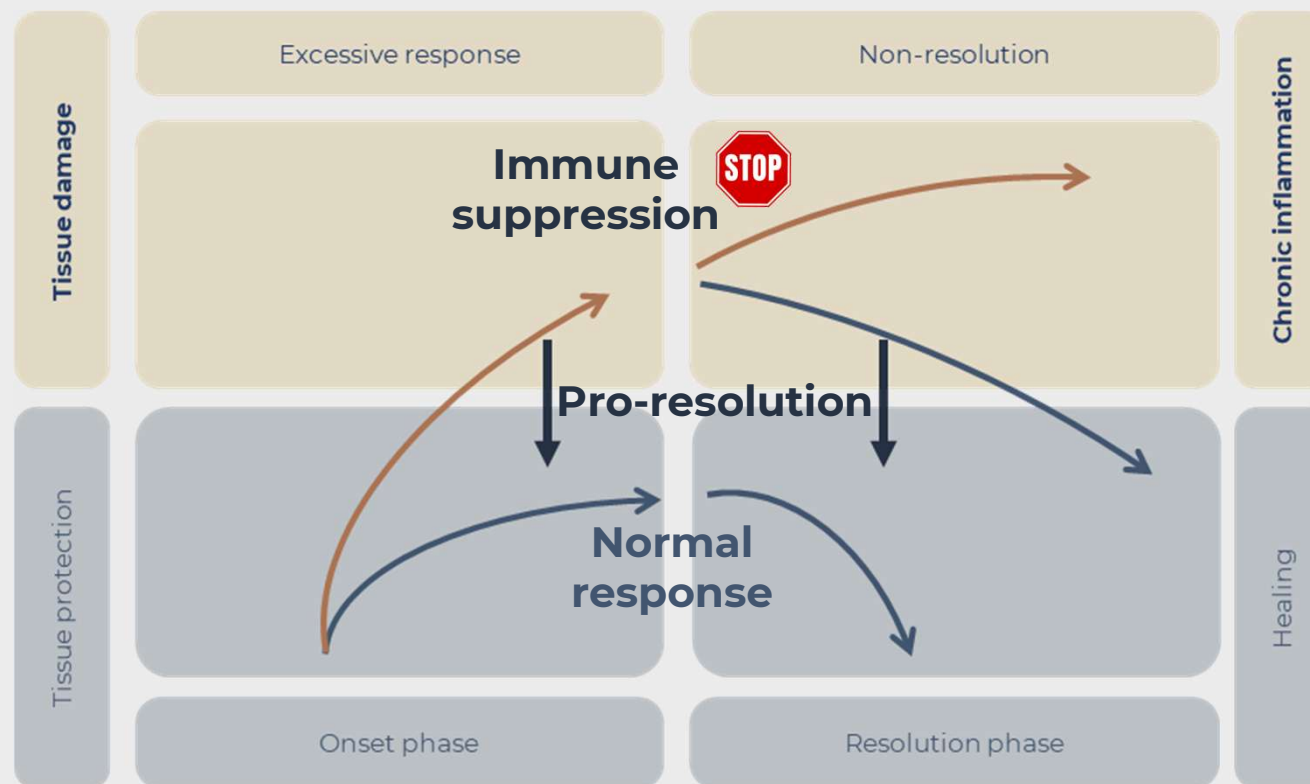 Excessive response
Non-resolution
Tissue damage
Immune
suppression
STOP
Chronic inflammation
Pro-resolution
Tissue protection
Normal
response
Healing
Onset phase
Resolution phase